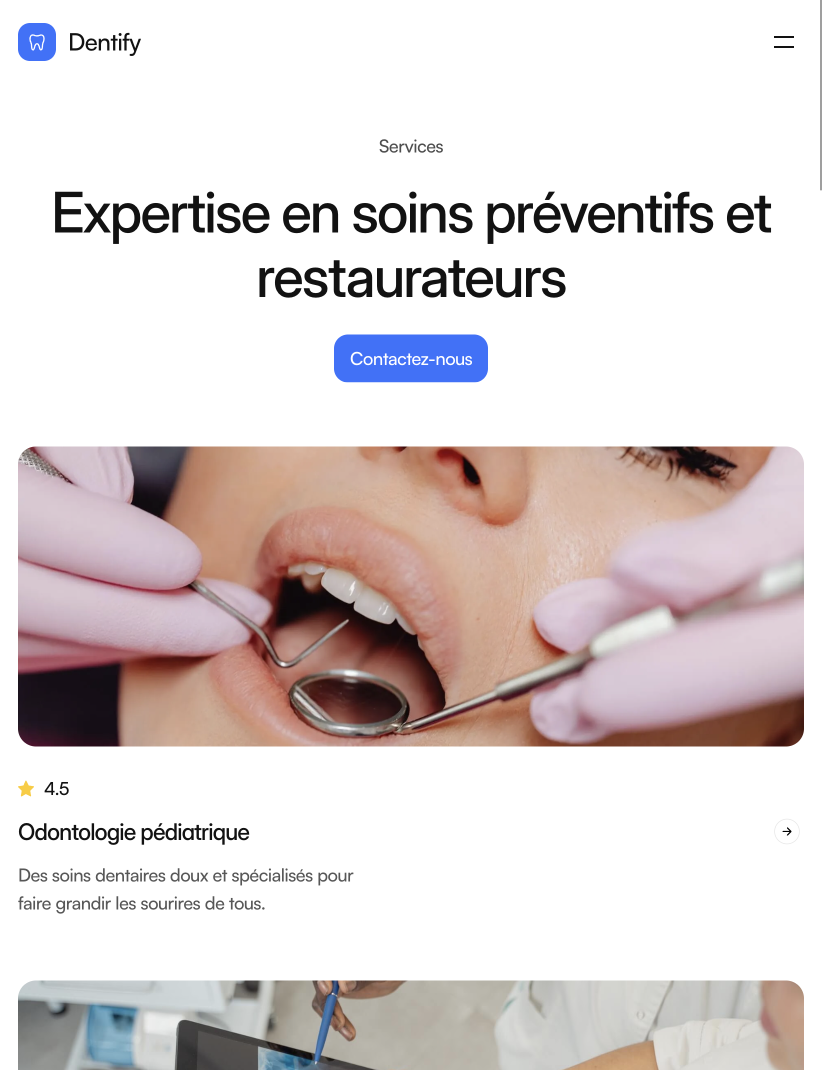 Dentify
Services
Expertise en soins préventifs et
restaurateurs
Contactez-nous
4.5
Odontologie pédiatrique
Des soins dentaires doux et spécialisés pour
faire grandir les sourires de tous.